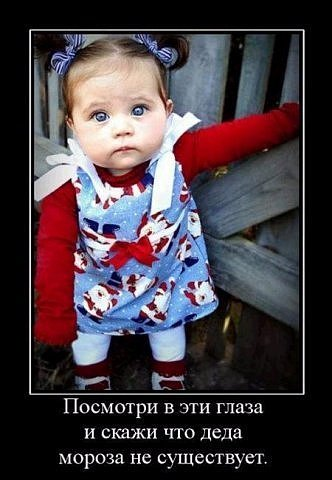 Посмотри в эти глаза
и скажи что деда
мороза не существует.